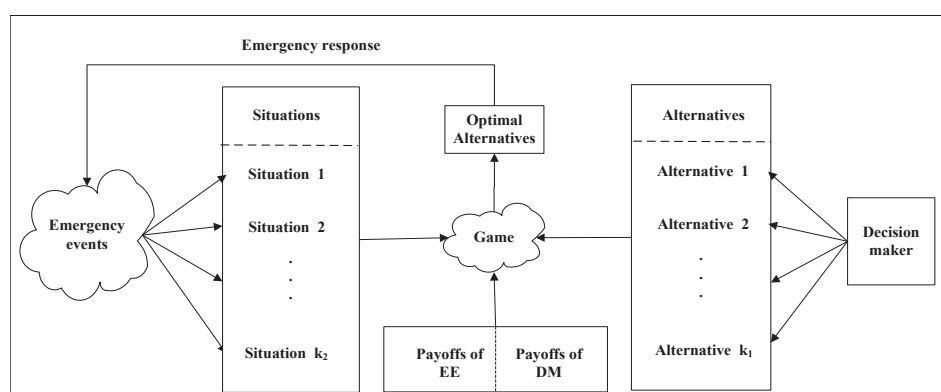 Emergency response
Situations
Situation 1
Situation 2
Situation k₂
Emergency
events
Optimal
Alternatives
Game
Payoffs of
EE
Payoffs of
DM
Alternatives
Alternative 1
Alternative 2
Alternative k₁
Decision
maker